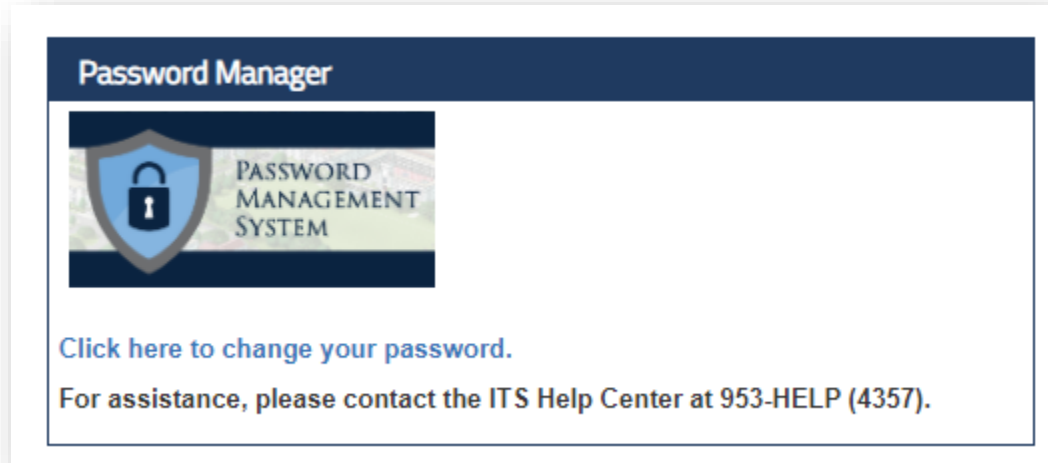 Password Manager
PASSWORD
MANAGEMENT
SYSTEM
Click here to change your password.
For assistance, please contact the ITS Help Center at 953-HELP (4357).